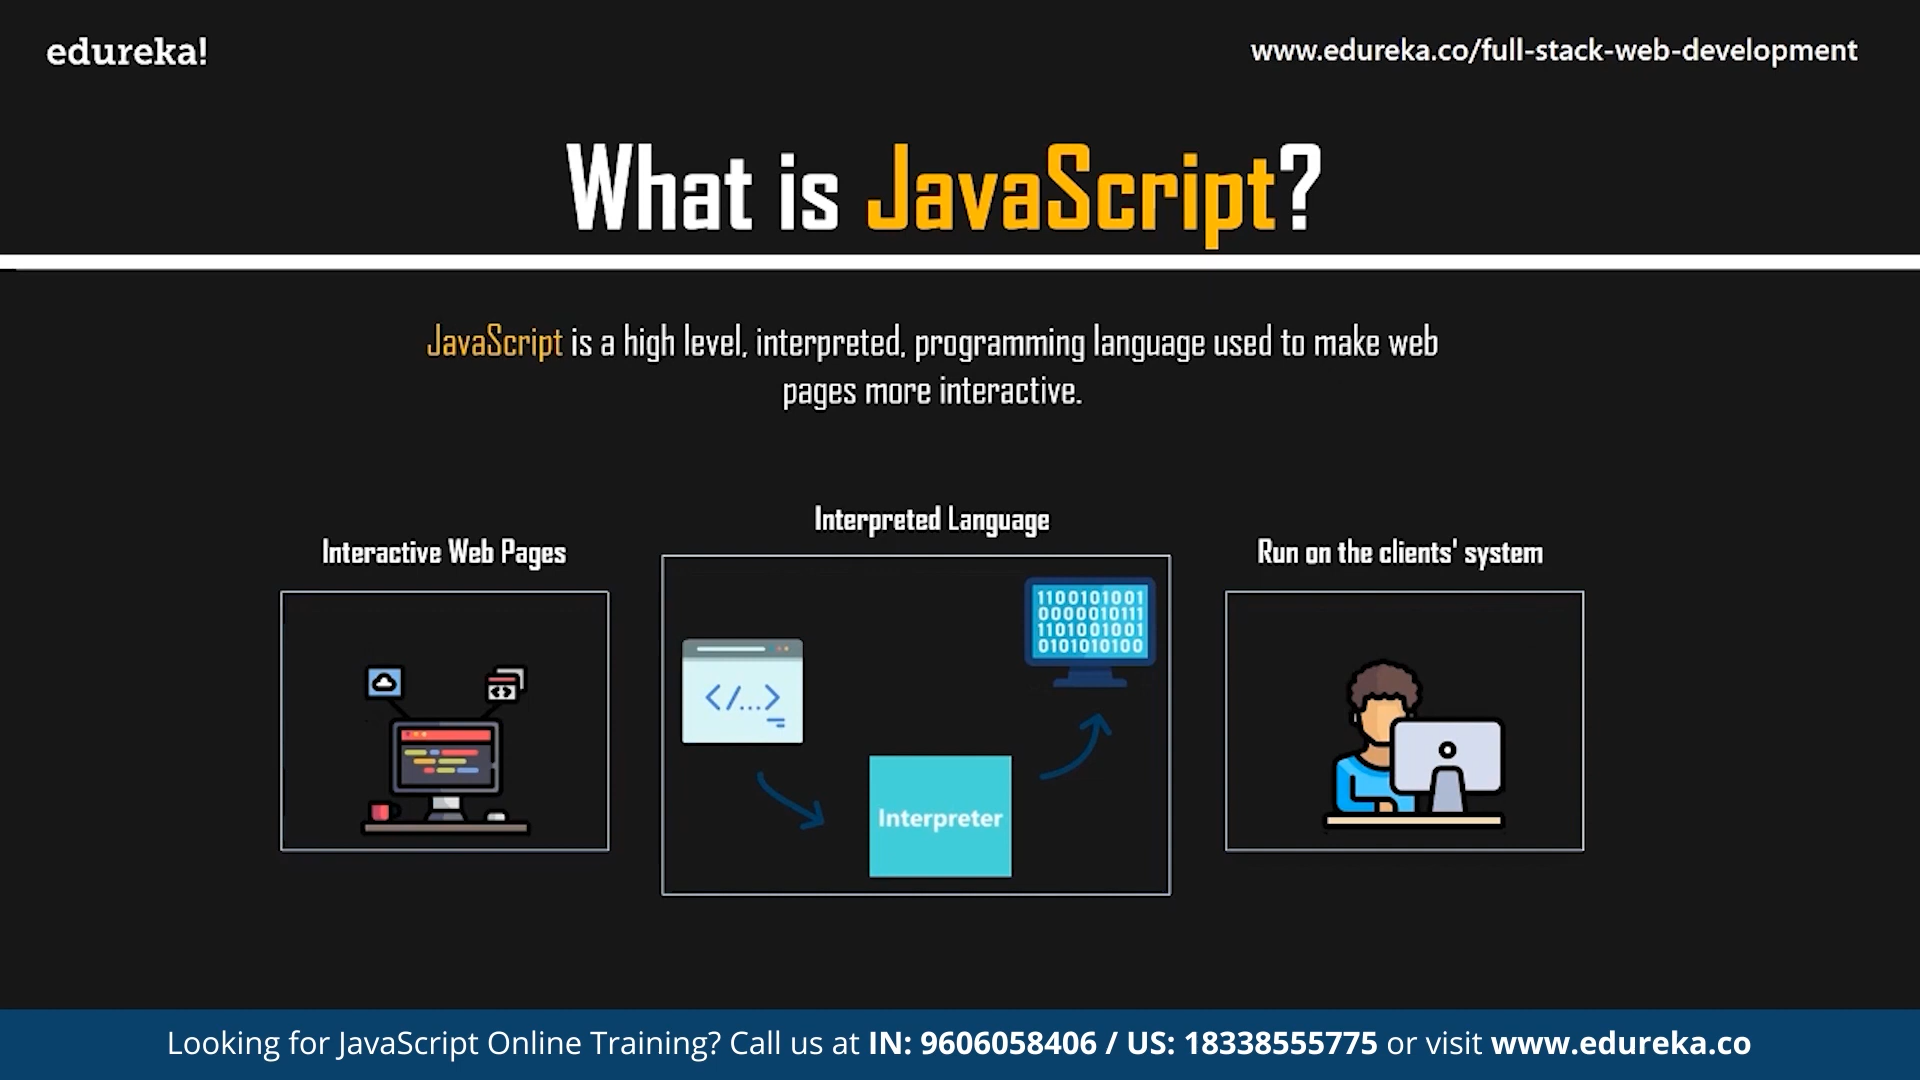 edureka!
www.edureka.co/full-stack-web-development
What is JavaScript?
JavaScript is a high level, interpreted, programming language used to make web
pages more interactive.
Interactive Web Pages
Interpreted Language
Run on the clients' system
</...>
1100101001
0000010111
1101001001
0101010100
Interpreter
Looking for JavaScript Online Training? Call us at IN: 9606058406 / US: 18338555775 or visit www.edureka.co